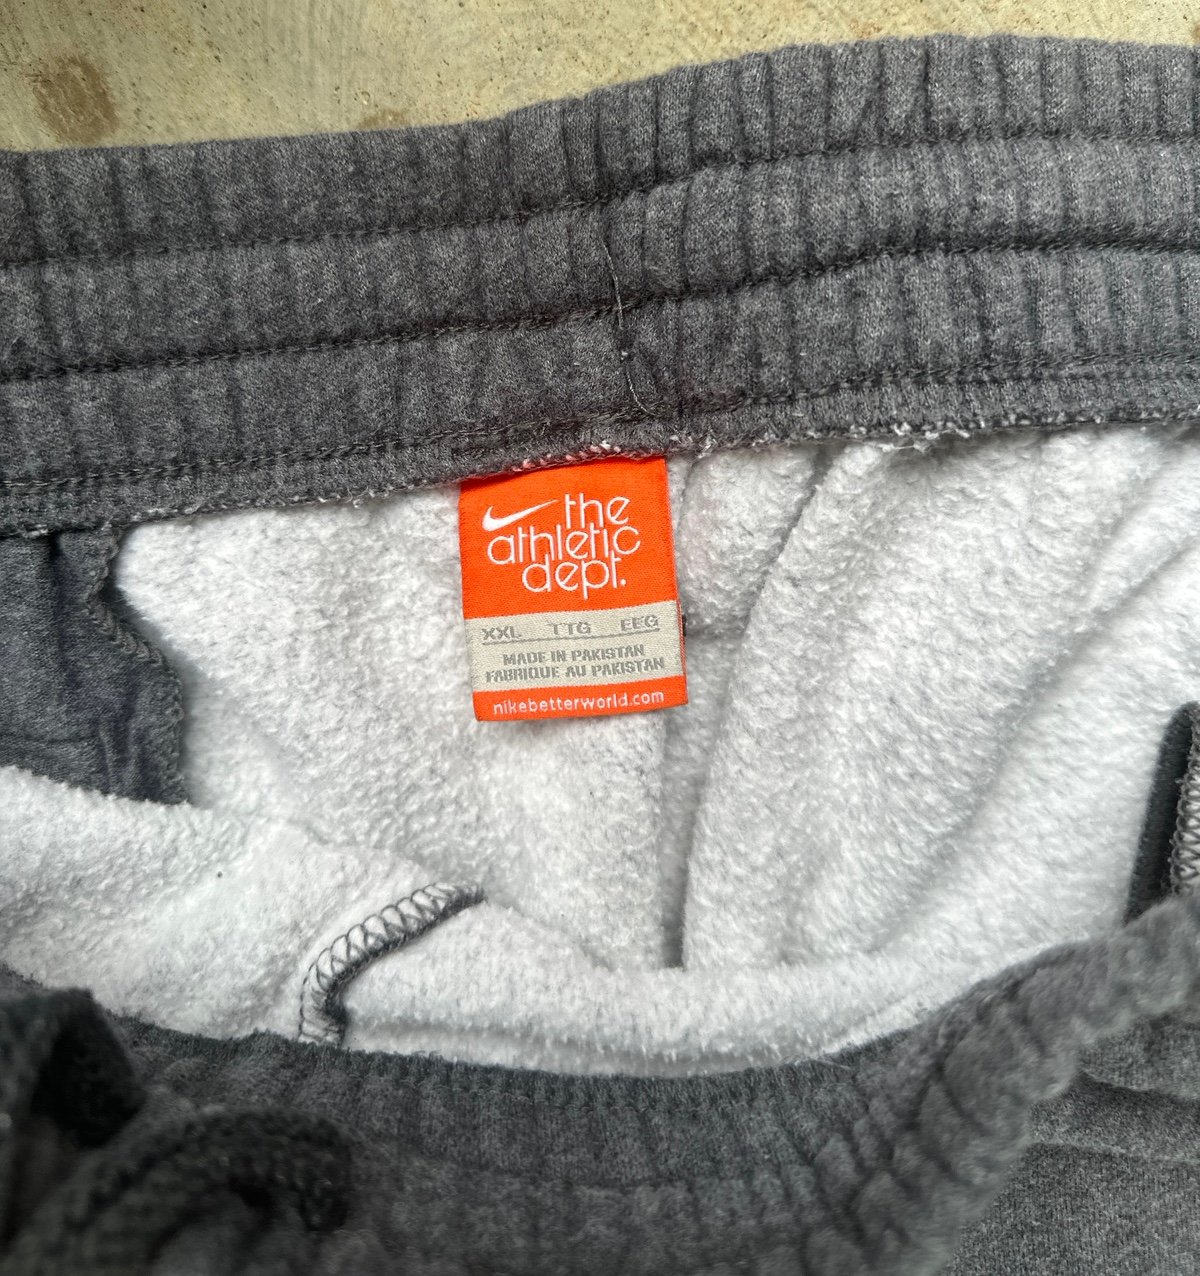 the
athletic
dept.
XXL TTG EEG
MADE IN PAKISTAN
FABRIQUE AU PAKISTAN
nikebetterworld.com